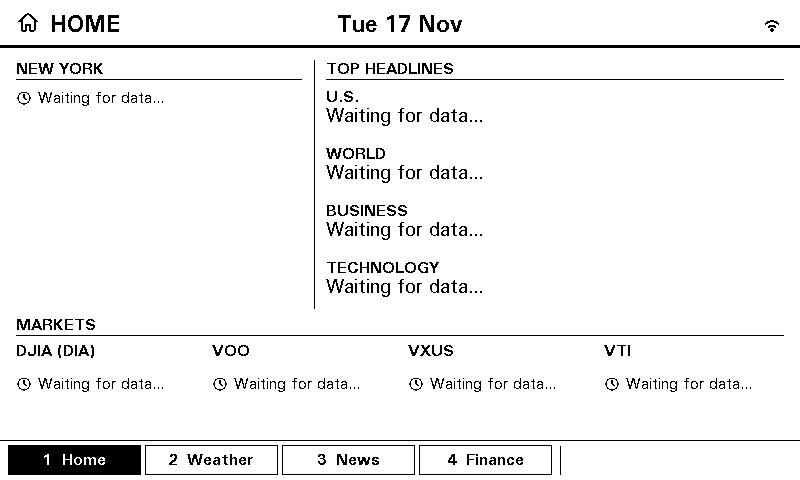 HOME
Tue 17 Nov
NEW YORK
Waiting for data...
TOP HEADLINES
U.S.
Waiting for data...
WORLD
Waiting for data...
BUSINESS
Waiting for data...
TECHNOLOGY
Waiting for data...
MARKETS
DJIA (DIA)
VOO
VXUS
VTI
Waiting for data...
Waiting for data...
Waiting for data...
Waiting for data...
1 Home
2 Weather
3 News
4 Finance